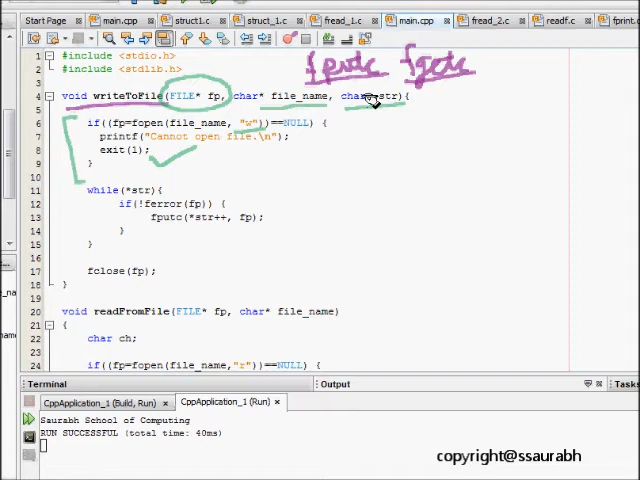 Start Page main.cpp struct1.c struct_1.c fread_1.c main.cpp fread_2.c readf.c
1 #include <stdio.h>
2 #include <stdlib.h>
fputc fgetc
3
4 void writeToFile(FILE* fp, char* file_name, char* str){
5
6 if((fp=fopen(file_name, "w"))==NULL) {
7 printf("Cannot open file.\n");
8 exit(1);
9 }
10
11 while(*str){
12 if(!ferror(fp)) {
13 fputc(*str++, fp);
14 }
15 }
16
17 fclose(fp);
18 }
19
20 void readFromFile(FILE* fp, char* file_name)
21 {
22 char ch;
23
24 if((fp=fopen(file_name,"r"))==NULL) {
Terminal Output Tasks
CppApplication_1 (Build, Run) CppApplication_1 (Run)
Saurabh School of Computing
RUN SUCCESSFUL (total time: 40ms)
copyright@ssaurabh